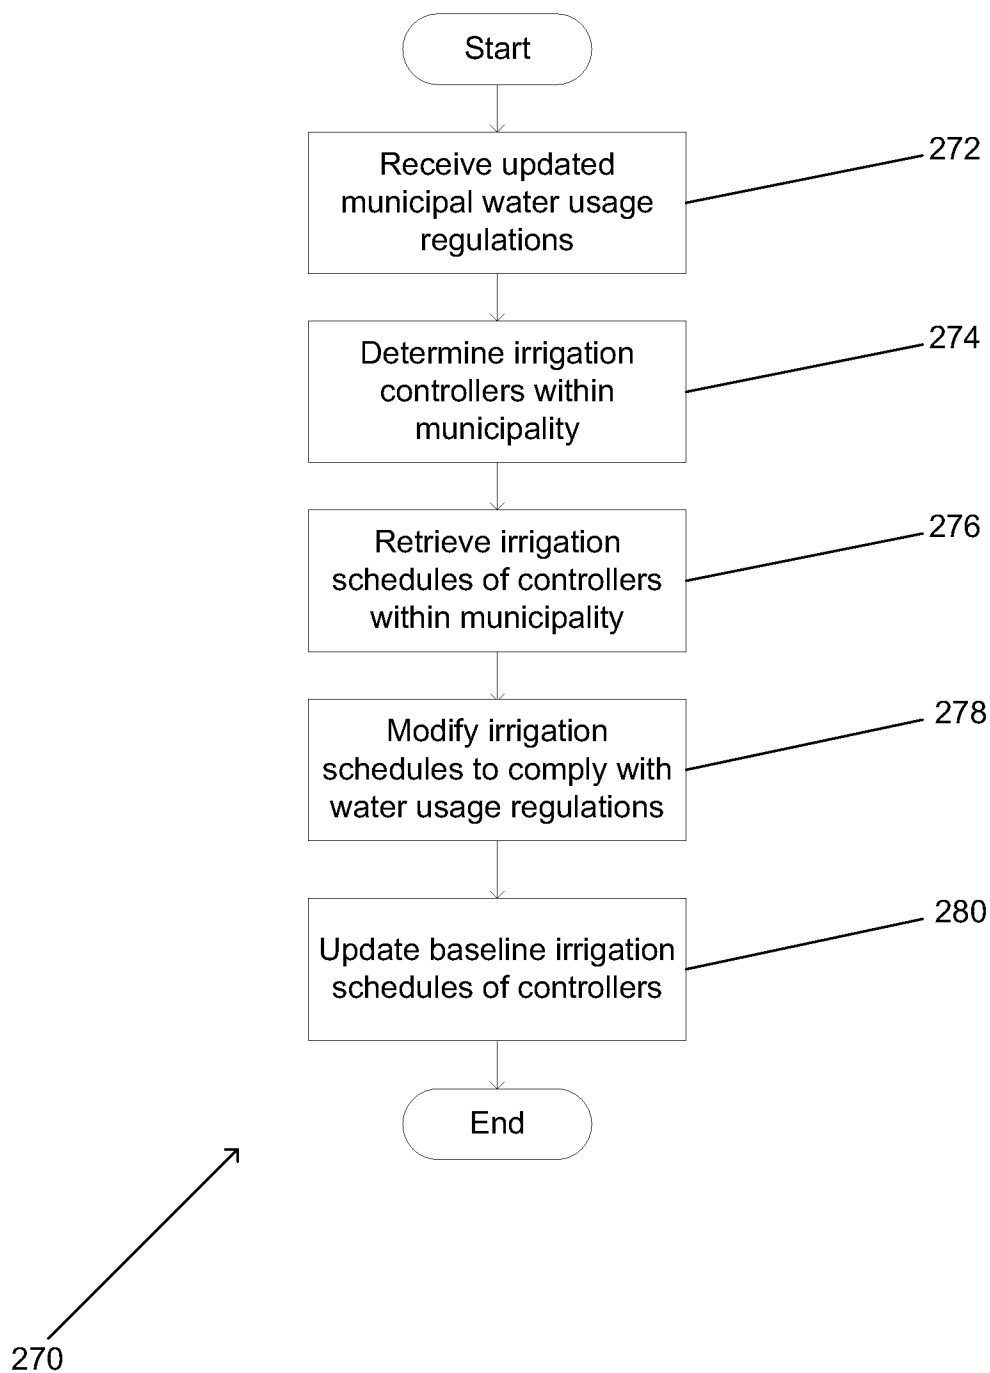 Start
Receive updated
municipal water usage
regulations
272
Determine irrigation
controllers within
municipality
274
Retrieve irrigation
schedules of controllers
within municipality
276
Modify irrigation
schedules to comply with
water usage regulations
278
Update baseline irrigation
schedules of controllers
280
End
270